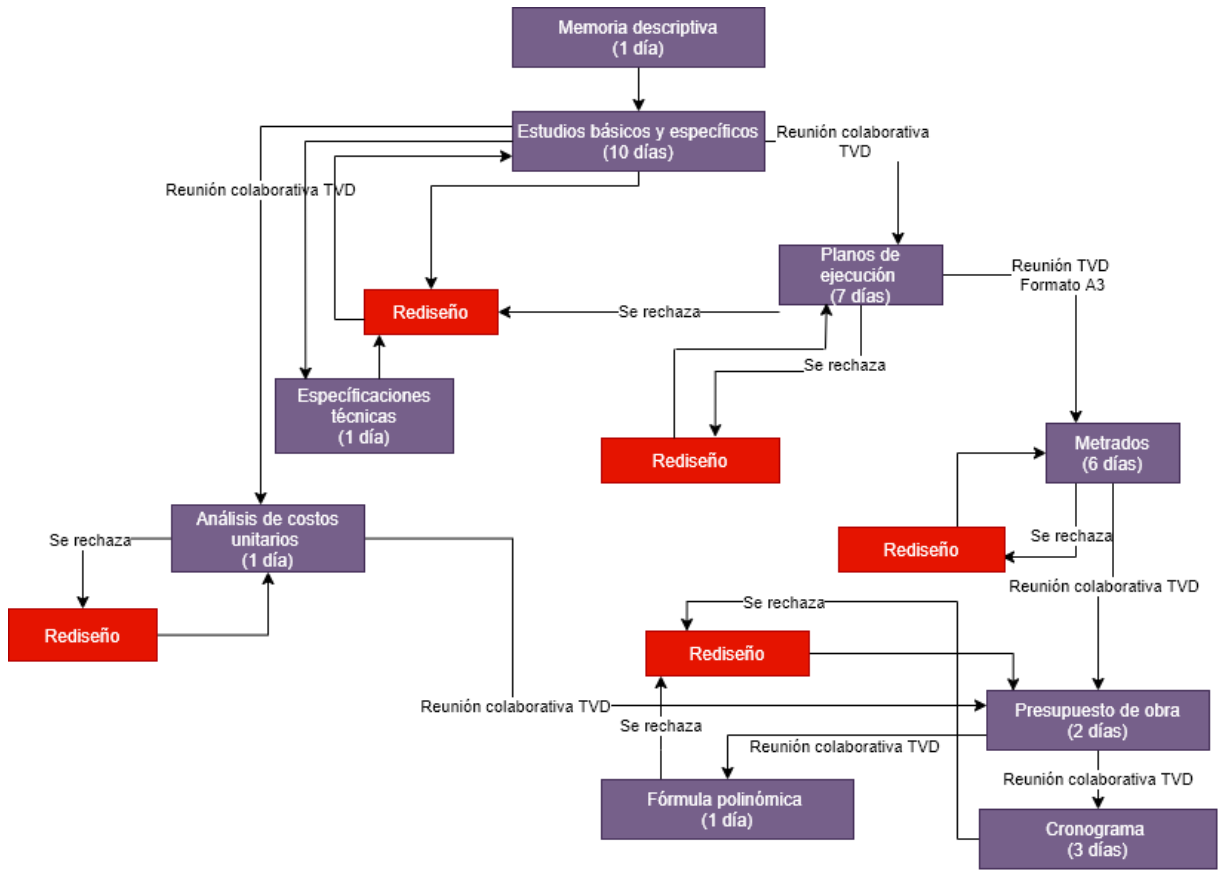 Memoria descriptiva
(1 día)
Estudios básicos y específicos
(10 días)
Reunión colaborativa
TVD
Reunión colaborativa TVD
Planos de
ejecución
(7 días)
Reunión TVD
Formato A3
Rediseño
Se rechaza
Se rechaza
Específicaciones
técnicas
(1 día)
Rediseño
Metrados
(6 días)
Análisis de costos
unitarios
(1 día)
Se rechaza
Rediseño
Se rechaza
Reunión colaborativa TVD
Se rechaza
Rediseño
Rediseño
Reunión colaborativa TVD
Presupuesto de obra
(2 días)
Se rechaza
Reunión colaborativa TVD
Reunión colaborativa TVD
Fórmula polinómica
(1 día)
Cronograma
(3 días)